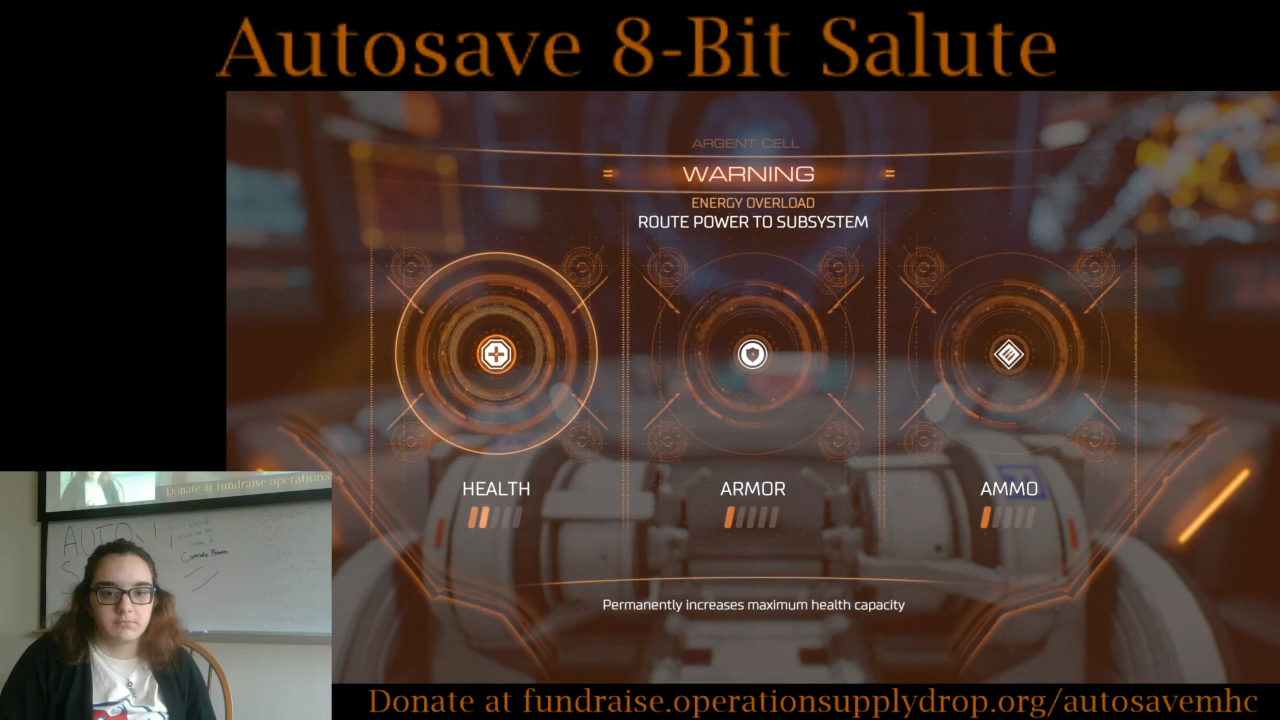 Autosave 8-Bit Salute
ARGENT CELL
WARNING
ENERGY OVERLOAD
ROUTE POWER TO SUBSYSTEM
HEALTH
ARMOR
AMMO
Permanently increases maximum health capacity
Donate at fundraise.operations
AUTO
Donate at fundraise.operationsupplydrop.org/autosavemhc